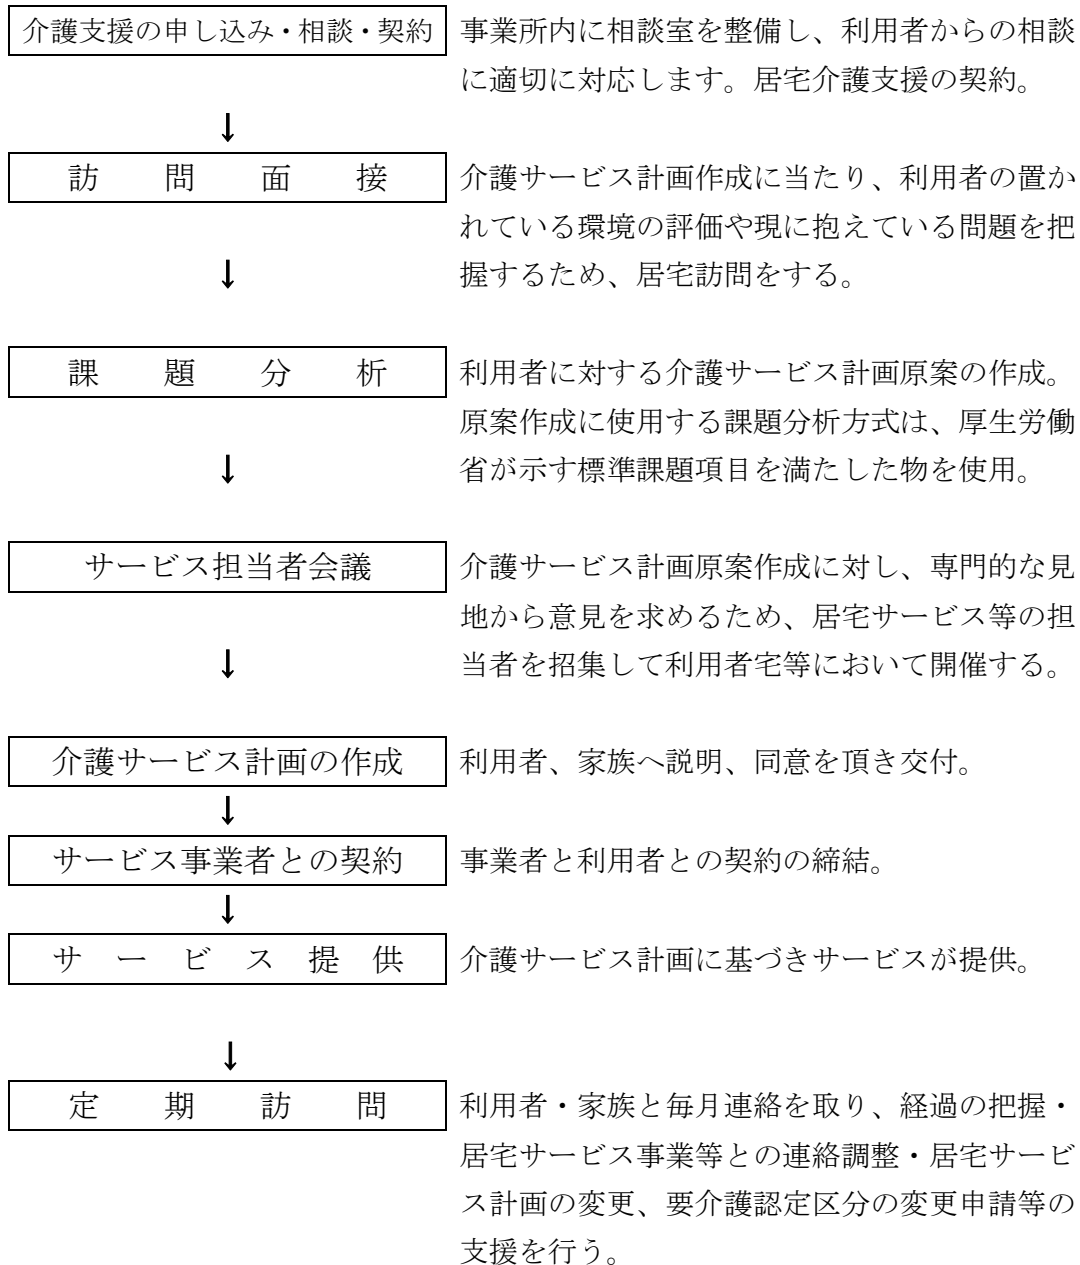 介護支援の申し込み・相談・契約
事業所内に相談室を整備し、利用者からの相談
に適切に対応します。居宅介護支援の契約。
↓
訪問面接
介護サービス計画作成に当たり、利用者の置か
れている環境の評価や現に抱えている問題を把
握するため、居宅訪問をする。
↓
課題分析
利用者に対する介護サービス計画原案の作成。
原案作成に使用する課題分析方式は、厚生労働
省が示す標準課題項目を満たした物を使用。
↓
サービス担当者会議
介護サービス計画原案作成に対し、専門的な見
地から意見を求めるため、居宅サービス等の担
当者を招集して利用者宅等において開催する。
↓
介護サービス計画の作成
利用者、家族へ説明、同意を頂き交付。
↓
サービス事業者との契約
事業者と利用者との契約の締結。
↓
サービス提供
介護サービス計画に基づきサービスが提供。
↓
定期訪問
利用者・家族と毎月連絡を取り、経過の把握・
居宅サービス事業等との連絡調整・居宅サービ
ス計画の変更、要介護認定区分の変更申請等の
支援を行う。